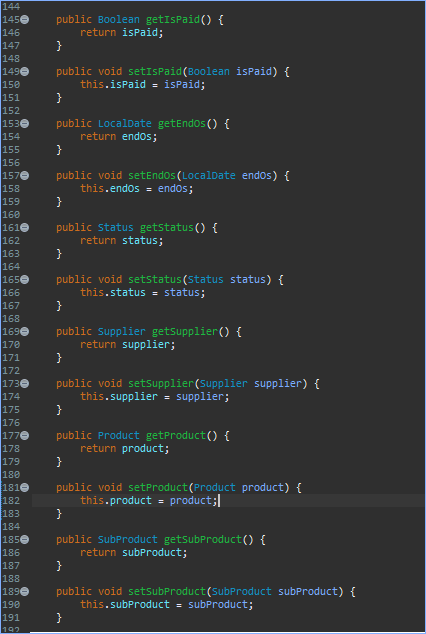 144
145 public Boolean getIsPaid() {
146 return isPaid;
147 }
148
149 public void setIsPaid(Boolean isPaid) {
150 this.isPaid = isPaid;
151 }
152
153 public LocalDate getEndOs() {
154 return endOs;
155 }
156
157 public void setEndOs(LocalDate endOs) {
158 this.endOs = endOs;
159 }
160
161 public Status getStatus() {
162 return status;
163 }
164
165 public void setStatus(Status status) {
166 this.status = status;
167 }
168
169 public Supplier getSupplier() {
170 return supplier;
171 }
172
173 public void setSupplier(Supplier supplier) {
174 this.supplier = supplier;
175 }
176
177 public Product getProduct() {
178 return product;
179 }
180
181 public void setProduct(Product product) {
182 this.product = product;
183 }
184
185 public SubProduct getSubProduct() {
186 return subProduct;
187 }
188
189 public void setSubProduct(SubProduct subProduct) {
190 this.subProduct = subProduct;
191 }
192